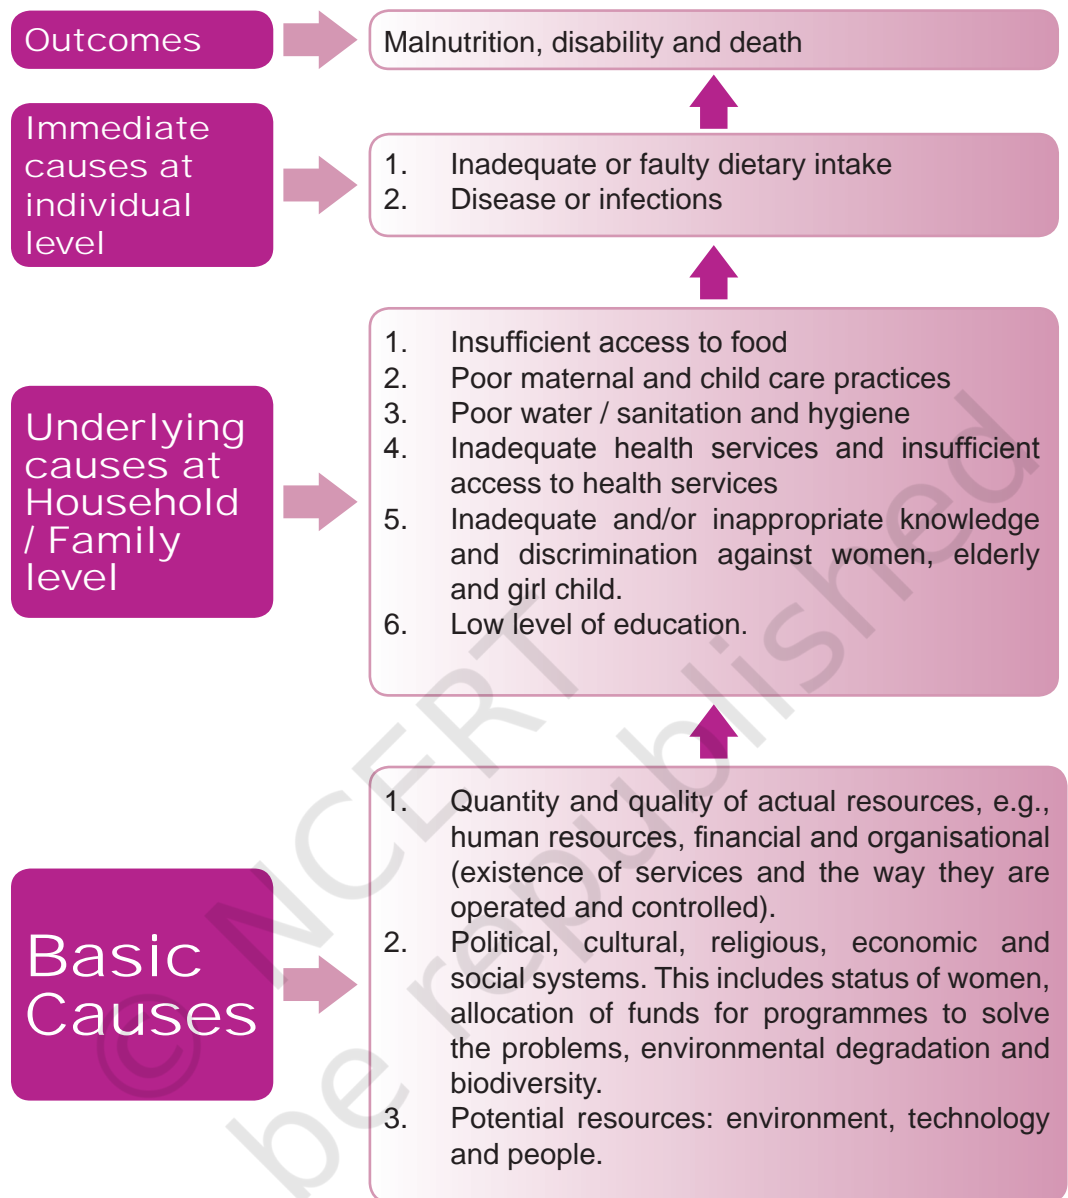 Outcomes
Malnutrition, disability and death
Immediate
causes at
individual
level
1. Inadequate or faulty dietary intake
2. Disease or infections
Underlying
causes at
Household
/ Family
level
1. Insufficient access to food
2. Poor maternal and child care practices
3. Poor water / sanitation and hygiene
4. Inadequate health services and insufficient
access to health services
5. Inadequate and/or inappropriate knowledge
and discrimination against women, elderly
and girl child.
6. Low level of education.
Basic
Causes
1. Quantity and quality of actual resources, e.g.,
human resources, financial and organisational
(existence of services and the way they are
operated and controlled).
2. Political, cultural, religious, economic and
social systems. This includes status of women,
allocation of funds for programmes to solve
the problems, environmental degradation and
biodiversity.
3. Potential resources: environment, technology
and people.
© NCERT
be republished